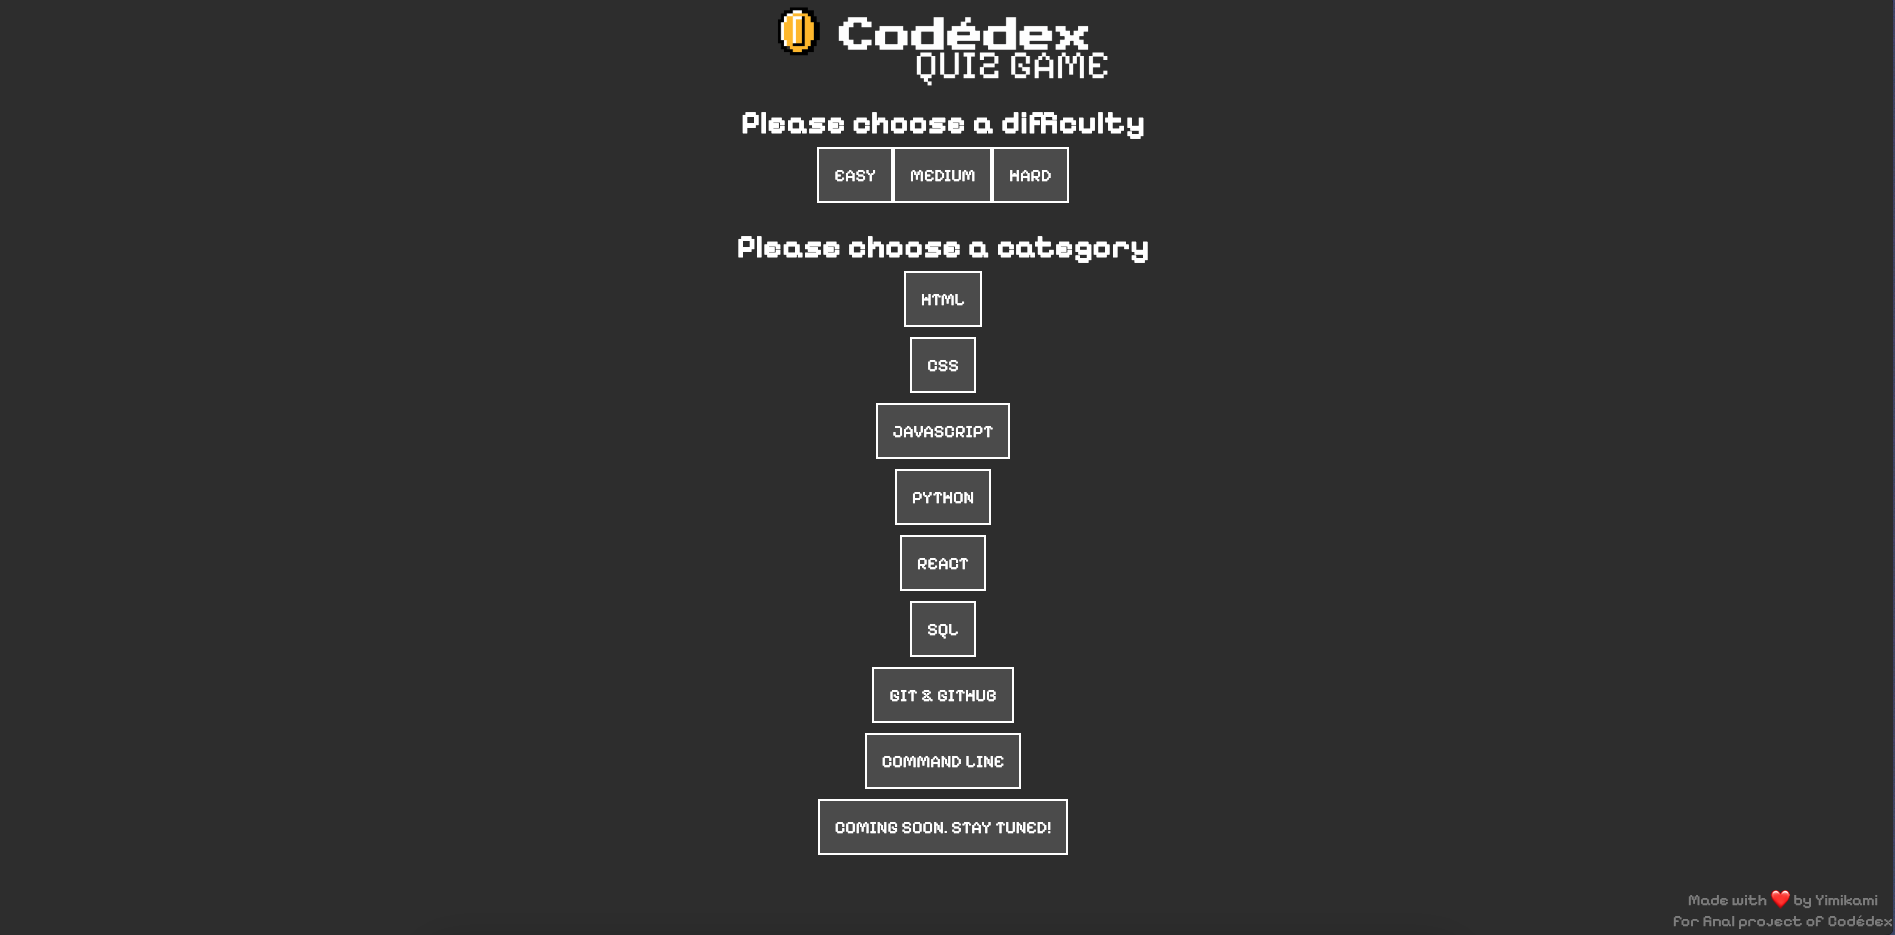 Codédex
QUIZ GAME
Please choose a difficulty
EASY
MEDIUM
HARD
Please choose a category
HTML
CSS
JAVASCRIPT
PYTHON
REACT
SQL
GIT & GITHUB
COMMAND LINE
COMING SOON. STAY TUNED!
Made with ❤️ by Yimikami
For final project of Codédex